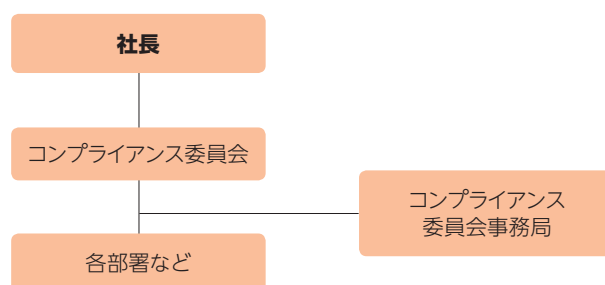 社長
コンプライアンス委員会
コンプライアンス
委員会事務局
各部署など